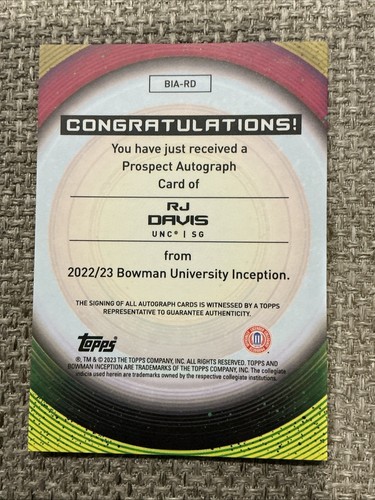 BIA-RD
CONGRATULATIONS!
You have just received a
Prospect Autograph
Card of
RJ
DAVIS
UNC® | SG
from
2022/23 Bowman University Inception.
THE SIGNING OF ALL AUTOGRAPH CARDS IS WITNESSED BY A TOPPS
REPRESENTATIVE TO GUARANTEE AUTHENTICITY.
topps
®, TM & © 2023 THE TOPPS COMPANY, INC. ALL RIGHTS RESERVED. TOPPS AND
BOWMAN INCEPTION ARE TRADEMARKS OF THE TOPPS COMPANY, INC. The collegiate
indicia used herein are trademarks owned by the respective collegiate institutions.